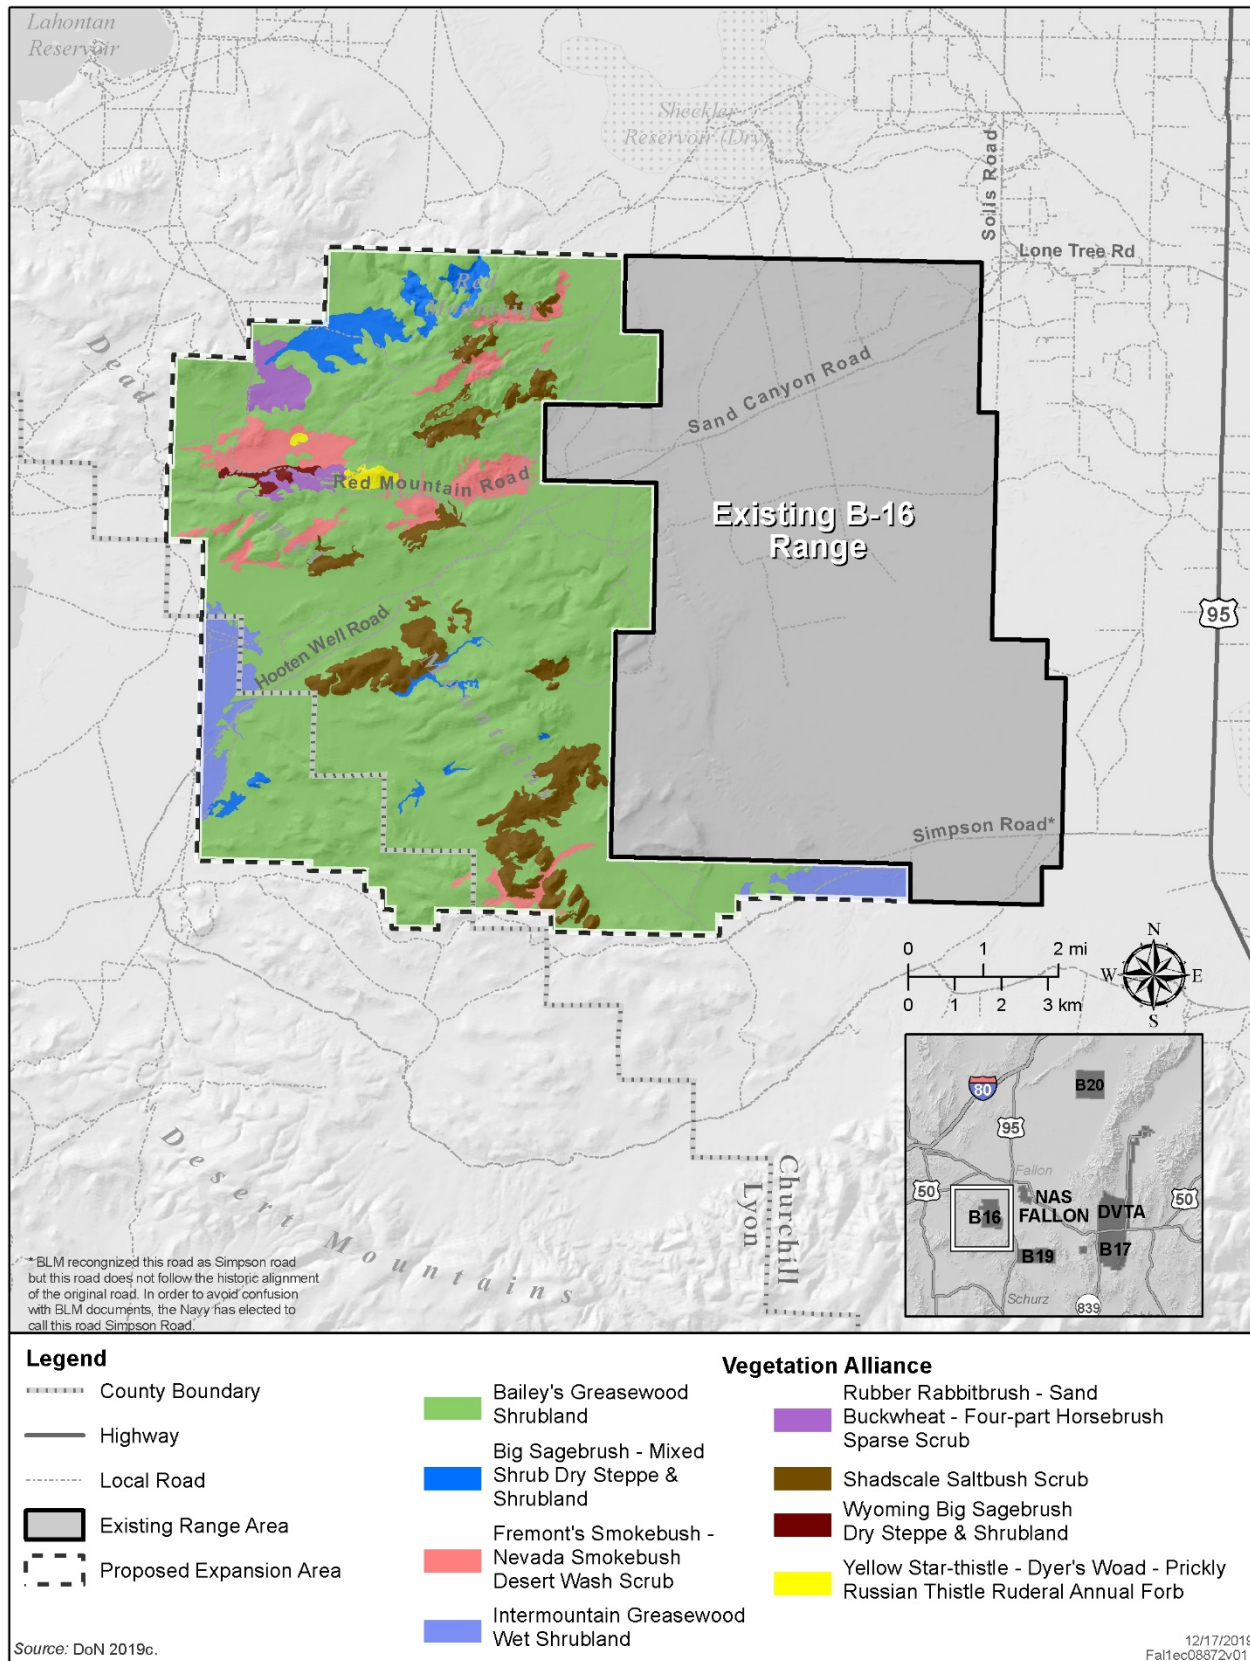 Lahontan
Reservoir
Sheckler
Reservoir (Dry)
Solis Road
Lone Tree Rd
Red
Mountain
Dead
Camel
Mountains
Sand Canyon Road
Red Mountain Road
Existing B-16
Range
95
Hooten Well Road
Simpson Road*
0 1 2 mi
0 1 2 3 km
N
W E
S
Desert Mountains
Churchill
Lyon
80
B20
95
Fallon
50
NAS
FALLON
DVTA
50
B16
B19
B17
Schurz
839
* BLM recongnized this road as Simpson road
but this road does not follow the historic alignment
of the original road. In order to avoid confusion
with BLM documents, the Navy has elected to
call this road Simpson Road.
Legend
County Boundary
Highway
Local Road
Existing Range Area
Proposed Expansion Area
Vegetation Alliance
Bailey's Greasewood
Shrubland
Big Sagebrush - Mixed
Shrub Dry Steppe &
Shrubland
Fremont's Smokebush -
Nevada Smokebush
Desert Wash Scrub
Intermountain Greasewood
Wet Shrubland
Rubber Rabbitbrush - Sand
Buckwheat - Four-part Horsebrush
Sparse Scrub
Shadscale Saltbush Scrub
Wyoming Big Sagebrush
Dry Steppe & Shrubland
Yellow Star-thistle - Dyer's Woad - Prickly
Russian Thistle Ruderal Annual Forb
Source: DoN 2019c.
12/17/2019
Fal1ec08872v01